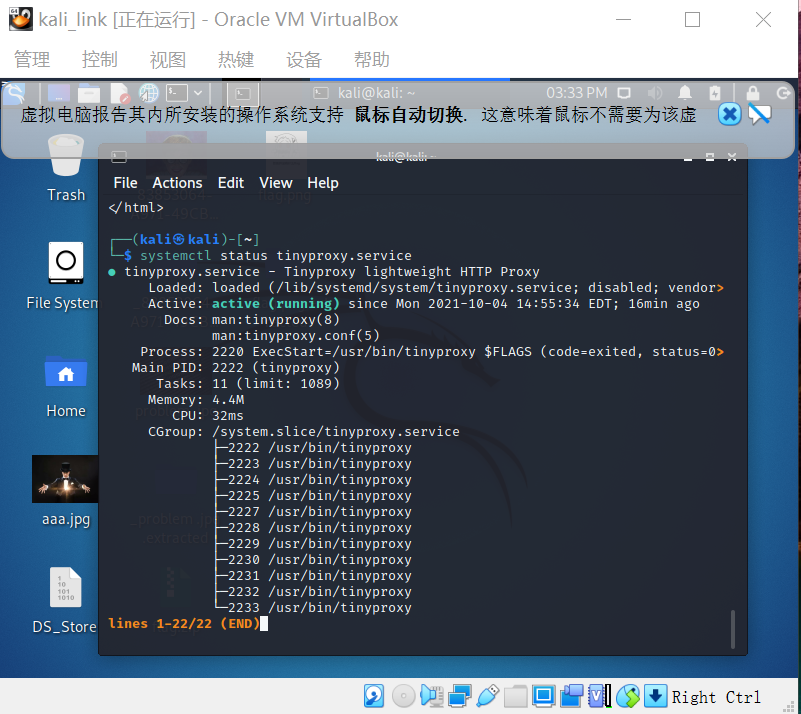 kali_link [正在运行] - Oracle VM VirtualBox
管理 控制 视图 热键 设备 帮助
kali@kali: ~ 03:33 PM
虚拟电脑报告其内所安装的操作系统支持 鼠标自动切换. 这意味着鼠标不需要为该虚
kali@kali:~
Trash
File System
Home
aaa.jpg
DS_Store
File Actions Edit View Help
</html>
┌──(kali㉿kali)-[~]
└─$ systemctl status tinyproxy.service
● tinyproxy.service - Tinyproxy lightweight HTTP Proxy
Loaded: loaded (/lib/systemd/system/tinyproxy.service; disabled; vendor>
Active: active (running) since Mon 2021-10-04 14:55:34 EDT; 16min ago
Docs: man:tinyproxy(8)
man:tinyproxy.conf(5)
Process: 2220 ExecStart=/usr/bin/tinyproxy $FLAGS (code=exited, status=0>
Main PID: 2222 (tinyproxy)
Tasks: 11 (limit: 1089)
Memory: 4.4M
CPU: 32ms
CGroup: /system.slice/tinyproxy.service
├─2222 /usr/bin/tinyproxy
├─2223 /usr/bin/tinyproxy
├─2224 /usr/bin/tinyproxy
├─2225 /usr/bin/tinyproxy
├─2227 /usr/bin/tinyproxy
├─2228 /usr/bin/tinyproxy
├─2229 /usr/bin/tinyproxy
├─2230 /usr/bin/tinyproxy
├─2231 /usr/bin/tinyproxy
├─2232 /usr/bin/tinyproxy
└─2233 /usr/bin/tinyproxy
lines 1-22/22 (END)
Right Ctrl